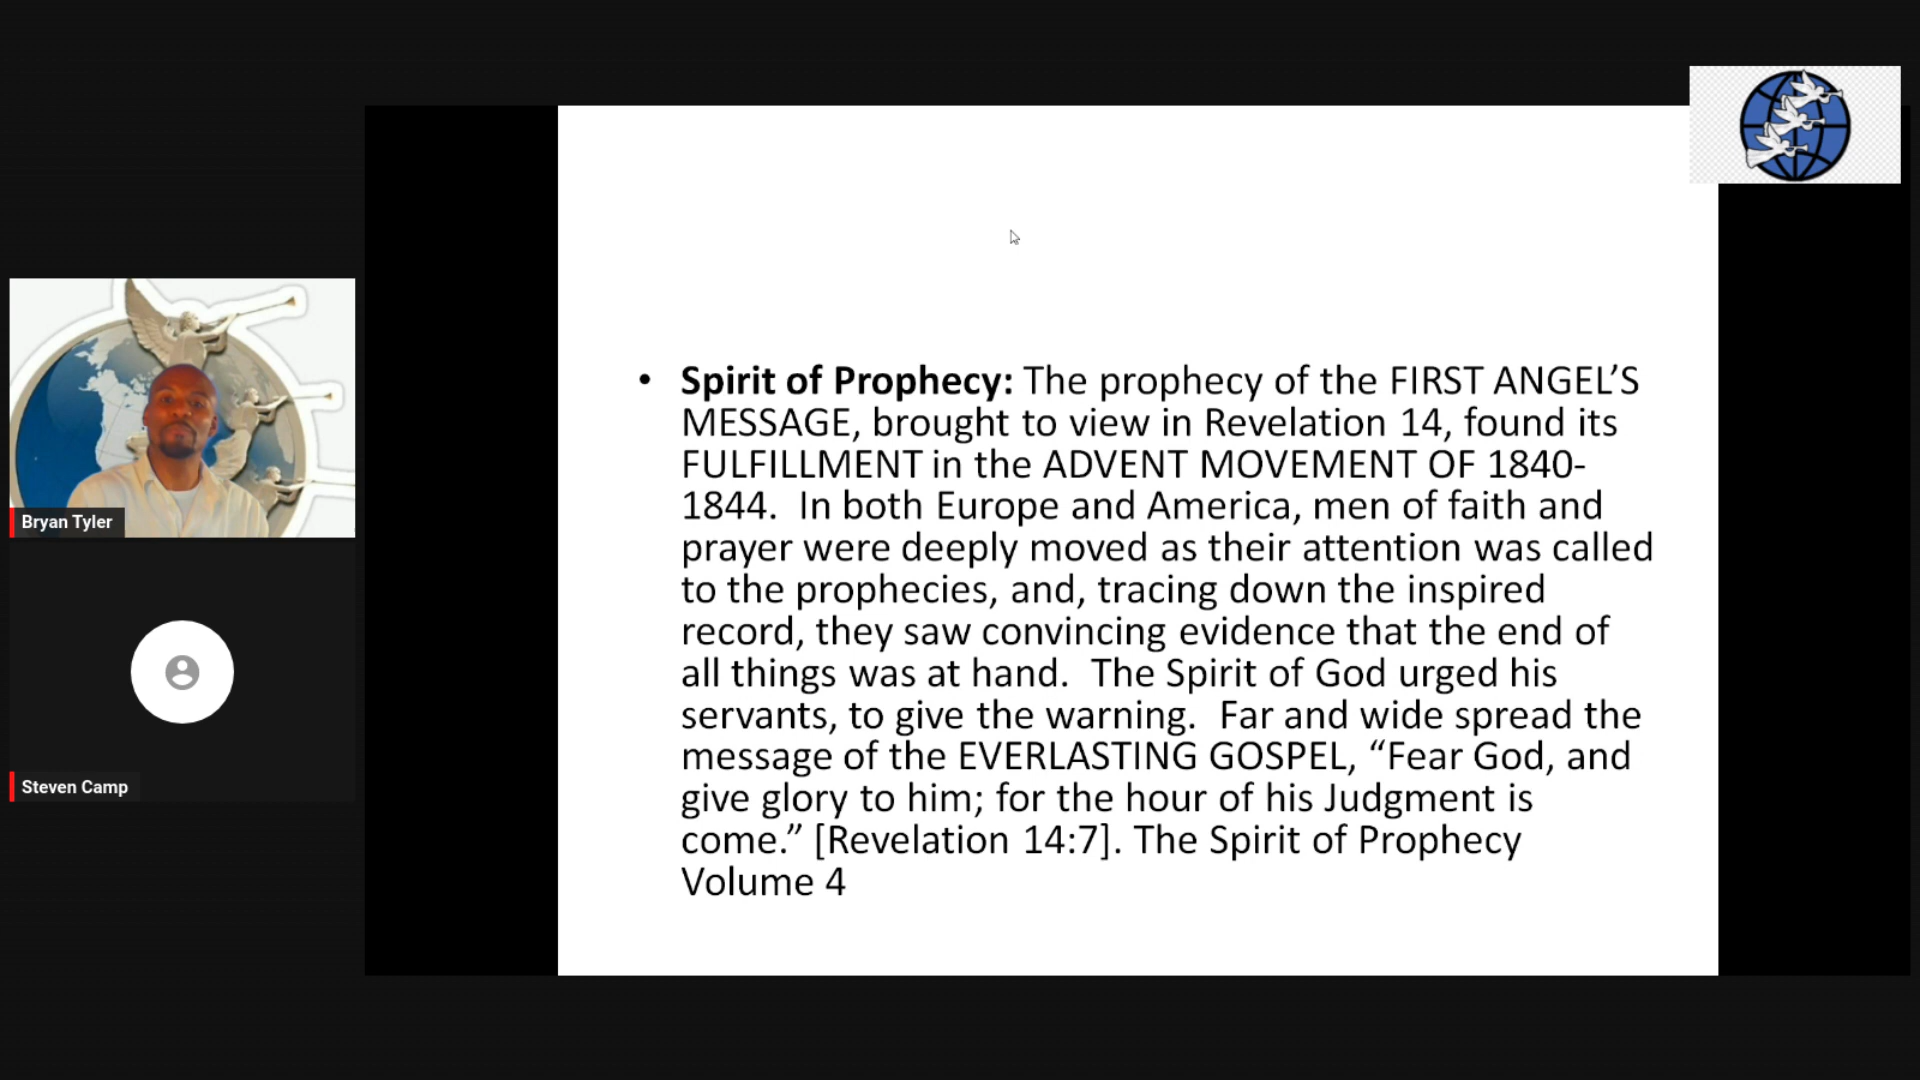 • Spirit of Prophecy: The prophecy of the FIRST ANGEL’S
MESSAGE, brought to view in Revelation 14, found its
FULFILLMENT in the ADVENT MOVEMENT OF 1840-
1844.  In both Europe and America, men of faith and
prayer were deeply moved as their attention was called
to the prophecies, and, tracing down the inspired
record, they saw convincing evidence that the end of
all things was at hand.  The Spirit of God urged his
servants, to give the warning.  Far and wide spread the
message of the EVERLASTING GOSPEL, “Fear God, and
give glory to him; for the hour of his Judgment is
come.” [Revelation 14:7]. The Spirit of Prophecy
Volume 4
Bryan Tyler
Steven Camp